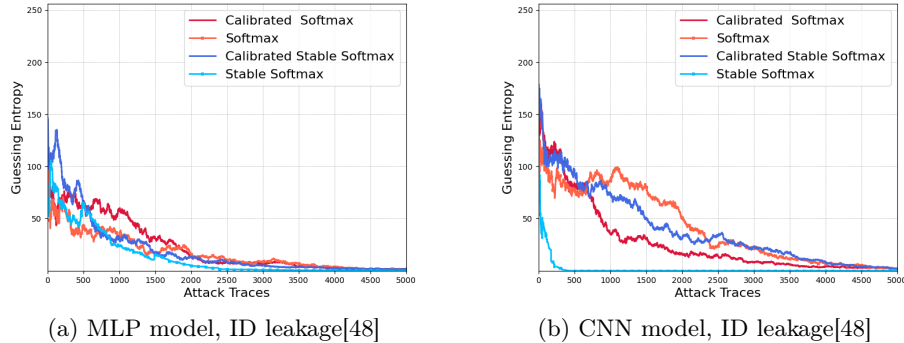 250
200
150
100
50
Guessing Entropy
0 500 1000 1500 2000 2500 3000 3500 4000 4500 5000
Attack Traces
Calibrated Softmax
Softmax
Calibrated Stable Softmax
Stable Softmax
(a) MLP model, ID leakage[48]
250
200
150
100
50
Guessing Entropy
0 500 1000 1500 2000 2500 3000 3500 4000 4500 5000
Attack Traces
Calibrated Softmax
Softmax
Calibrated Stable Softmax
Stable Softmax
(b) CNN model, ID leakage[48]